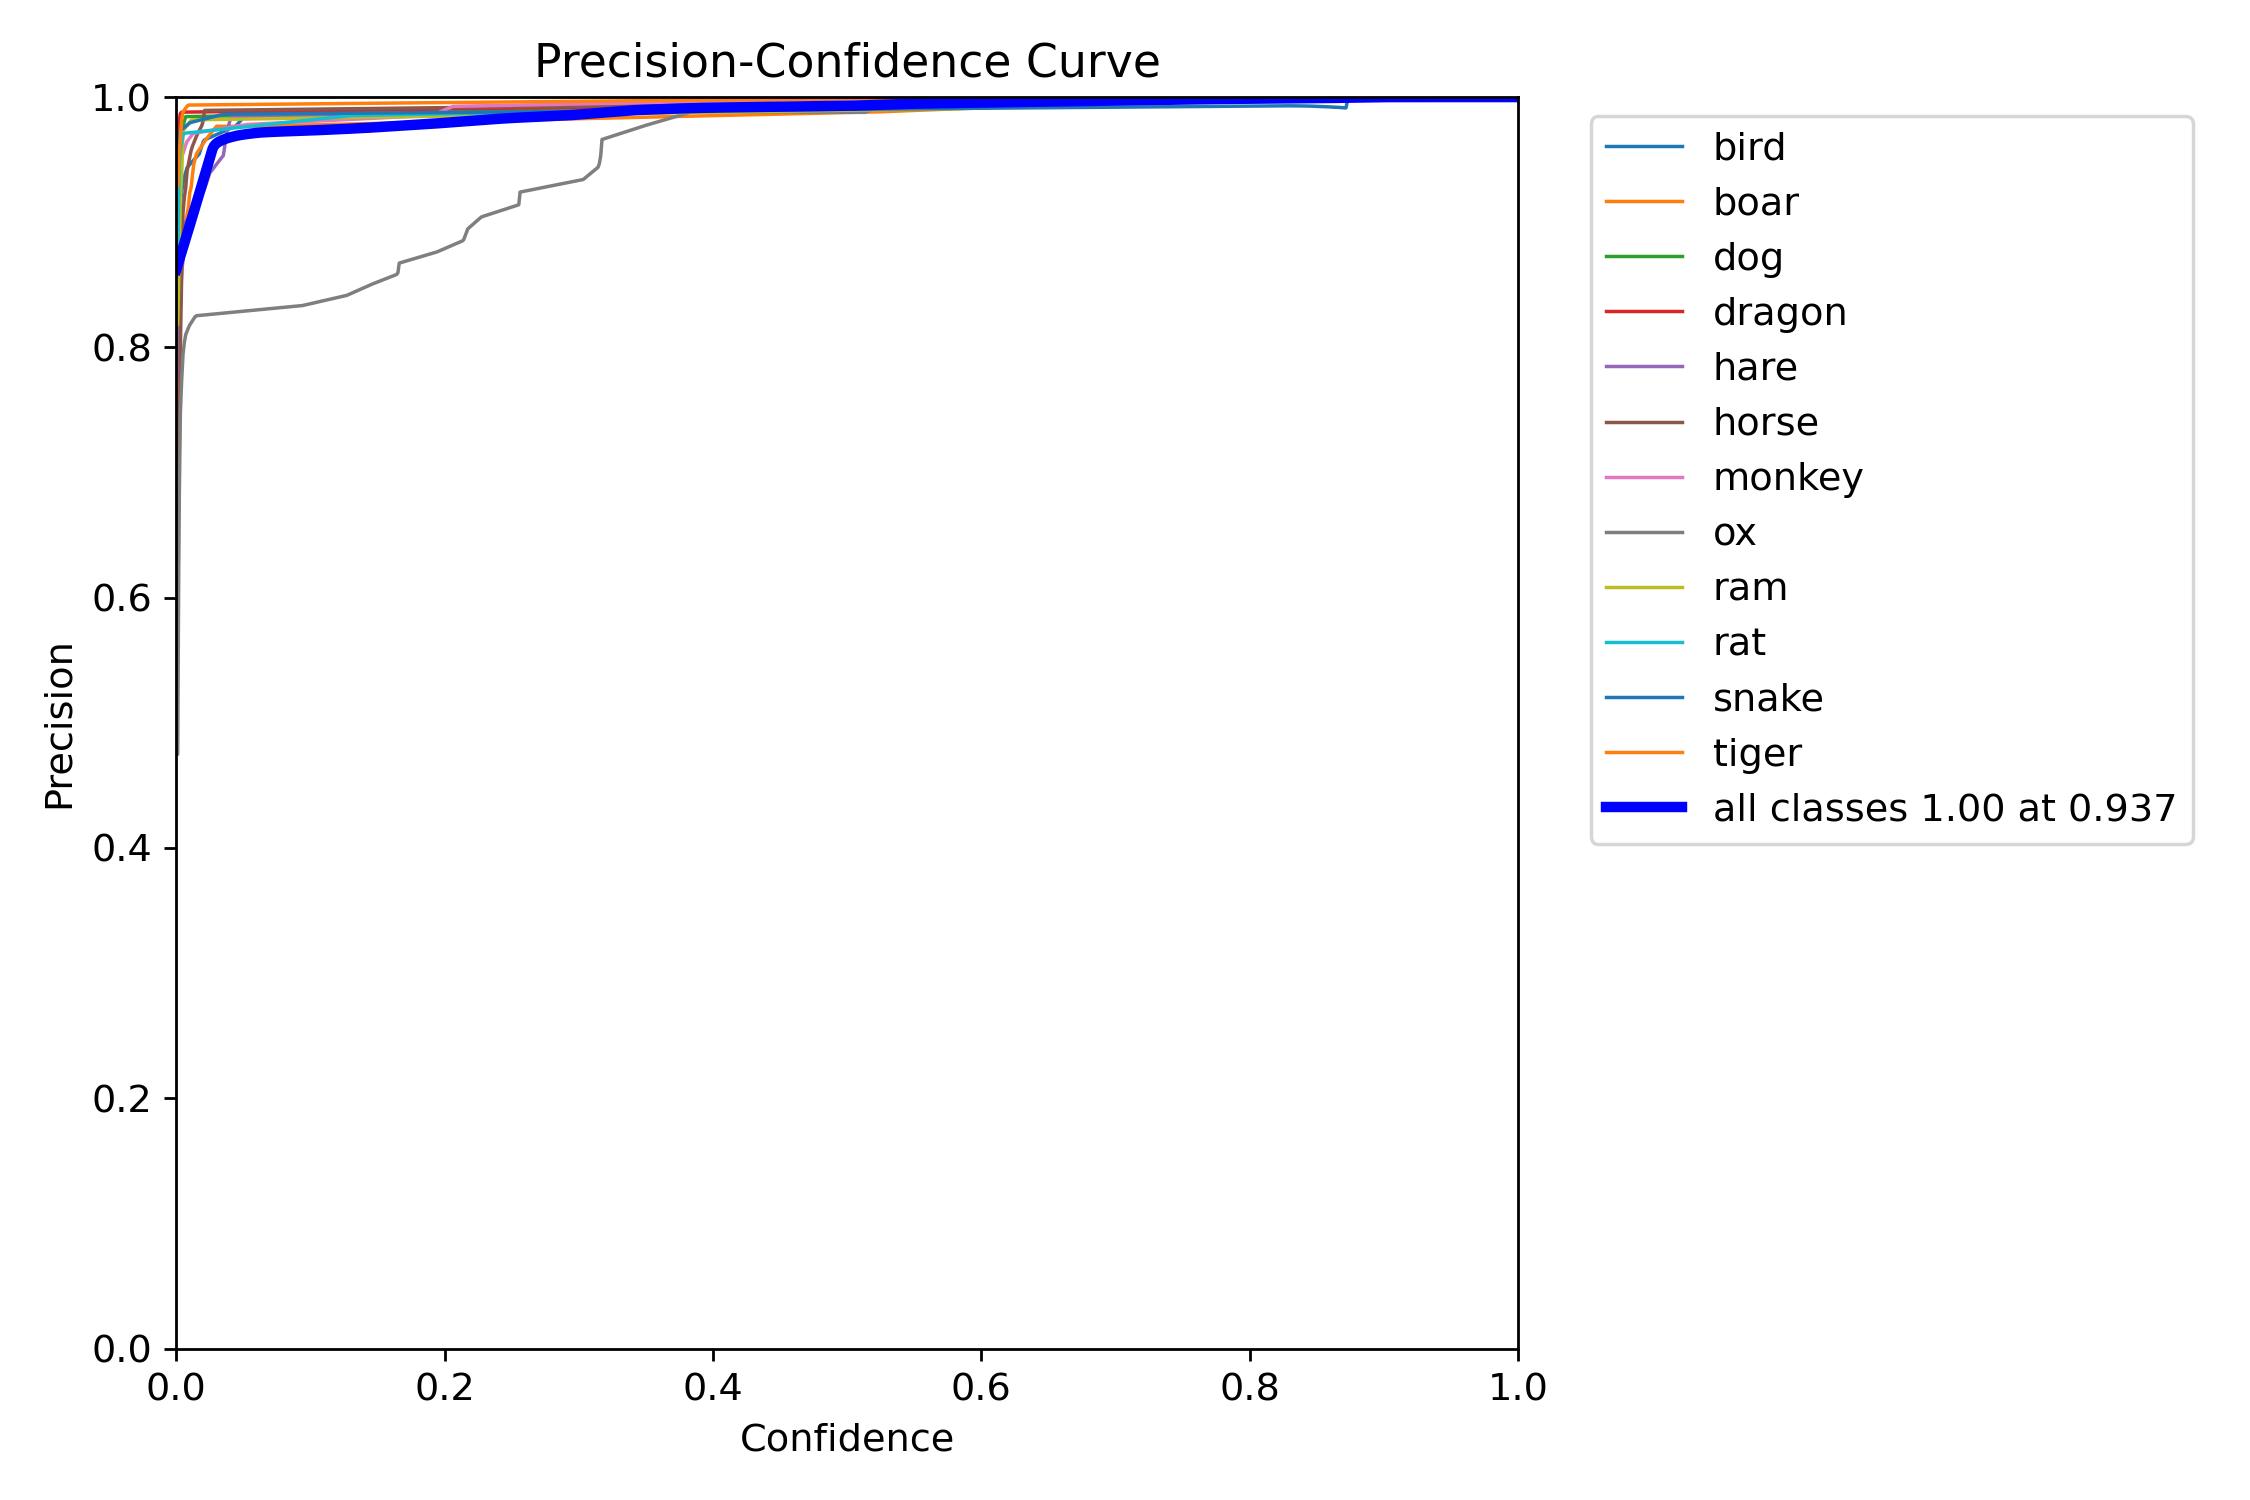 Precision-Confidence Curve
1.0
0.8
0.6
0.4
0.2
0.0
Precision
0.0 0.2 0.4 0.6 0.8 1.0
Confidence
bird
boar
dog
dragon
hare
horse
monkey
ox
ram
rat
snake
tiger
all classes 1.00 at 0.937